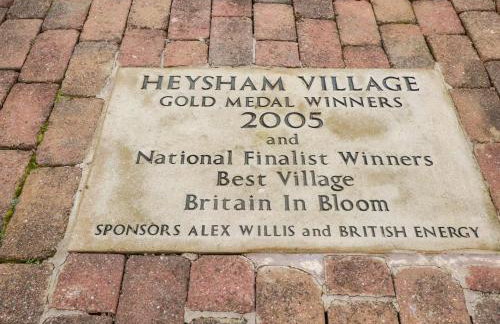 HEYSHAM VILLAGE
GOLD MEDAL WINNERS
2005
and
National Finalist Winners
Best Village
Britain In Bloom
SPONSORS ALEX WILLIS and BRITISH ENERGY